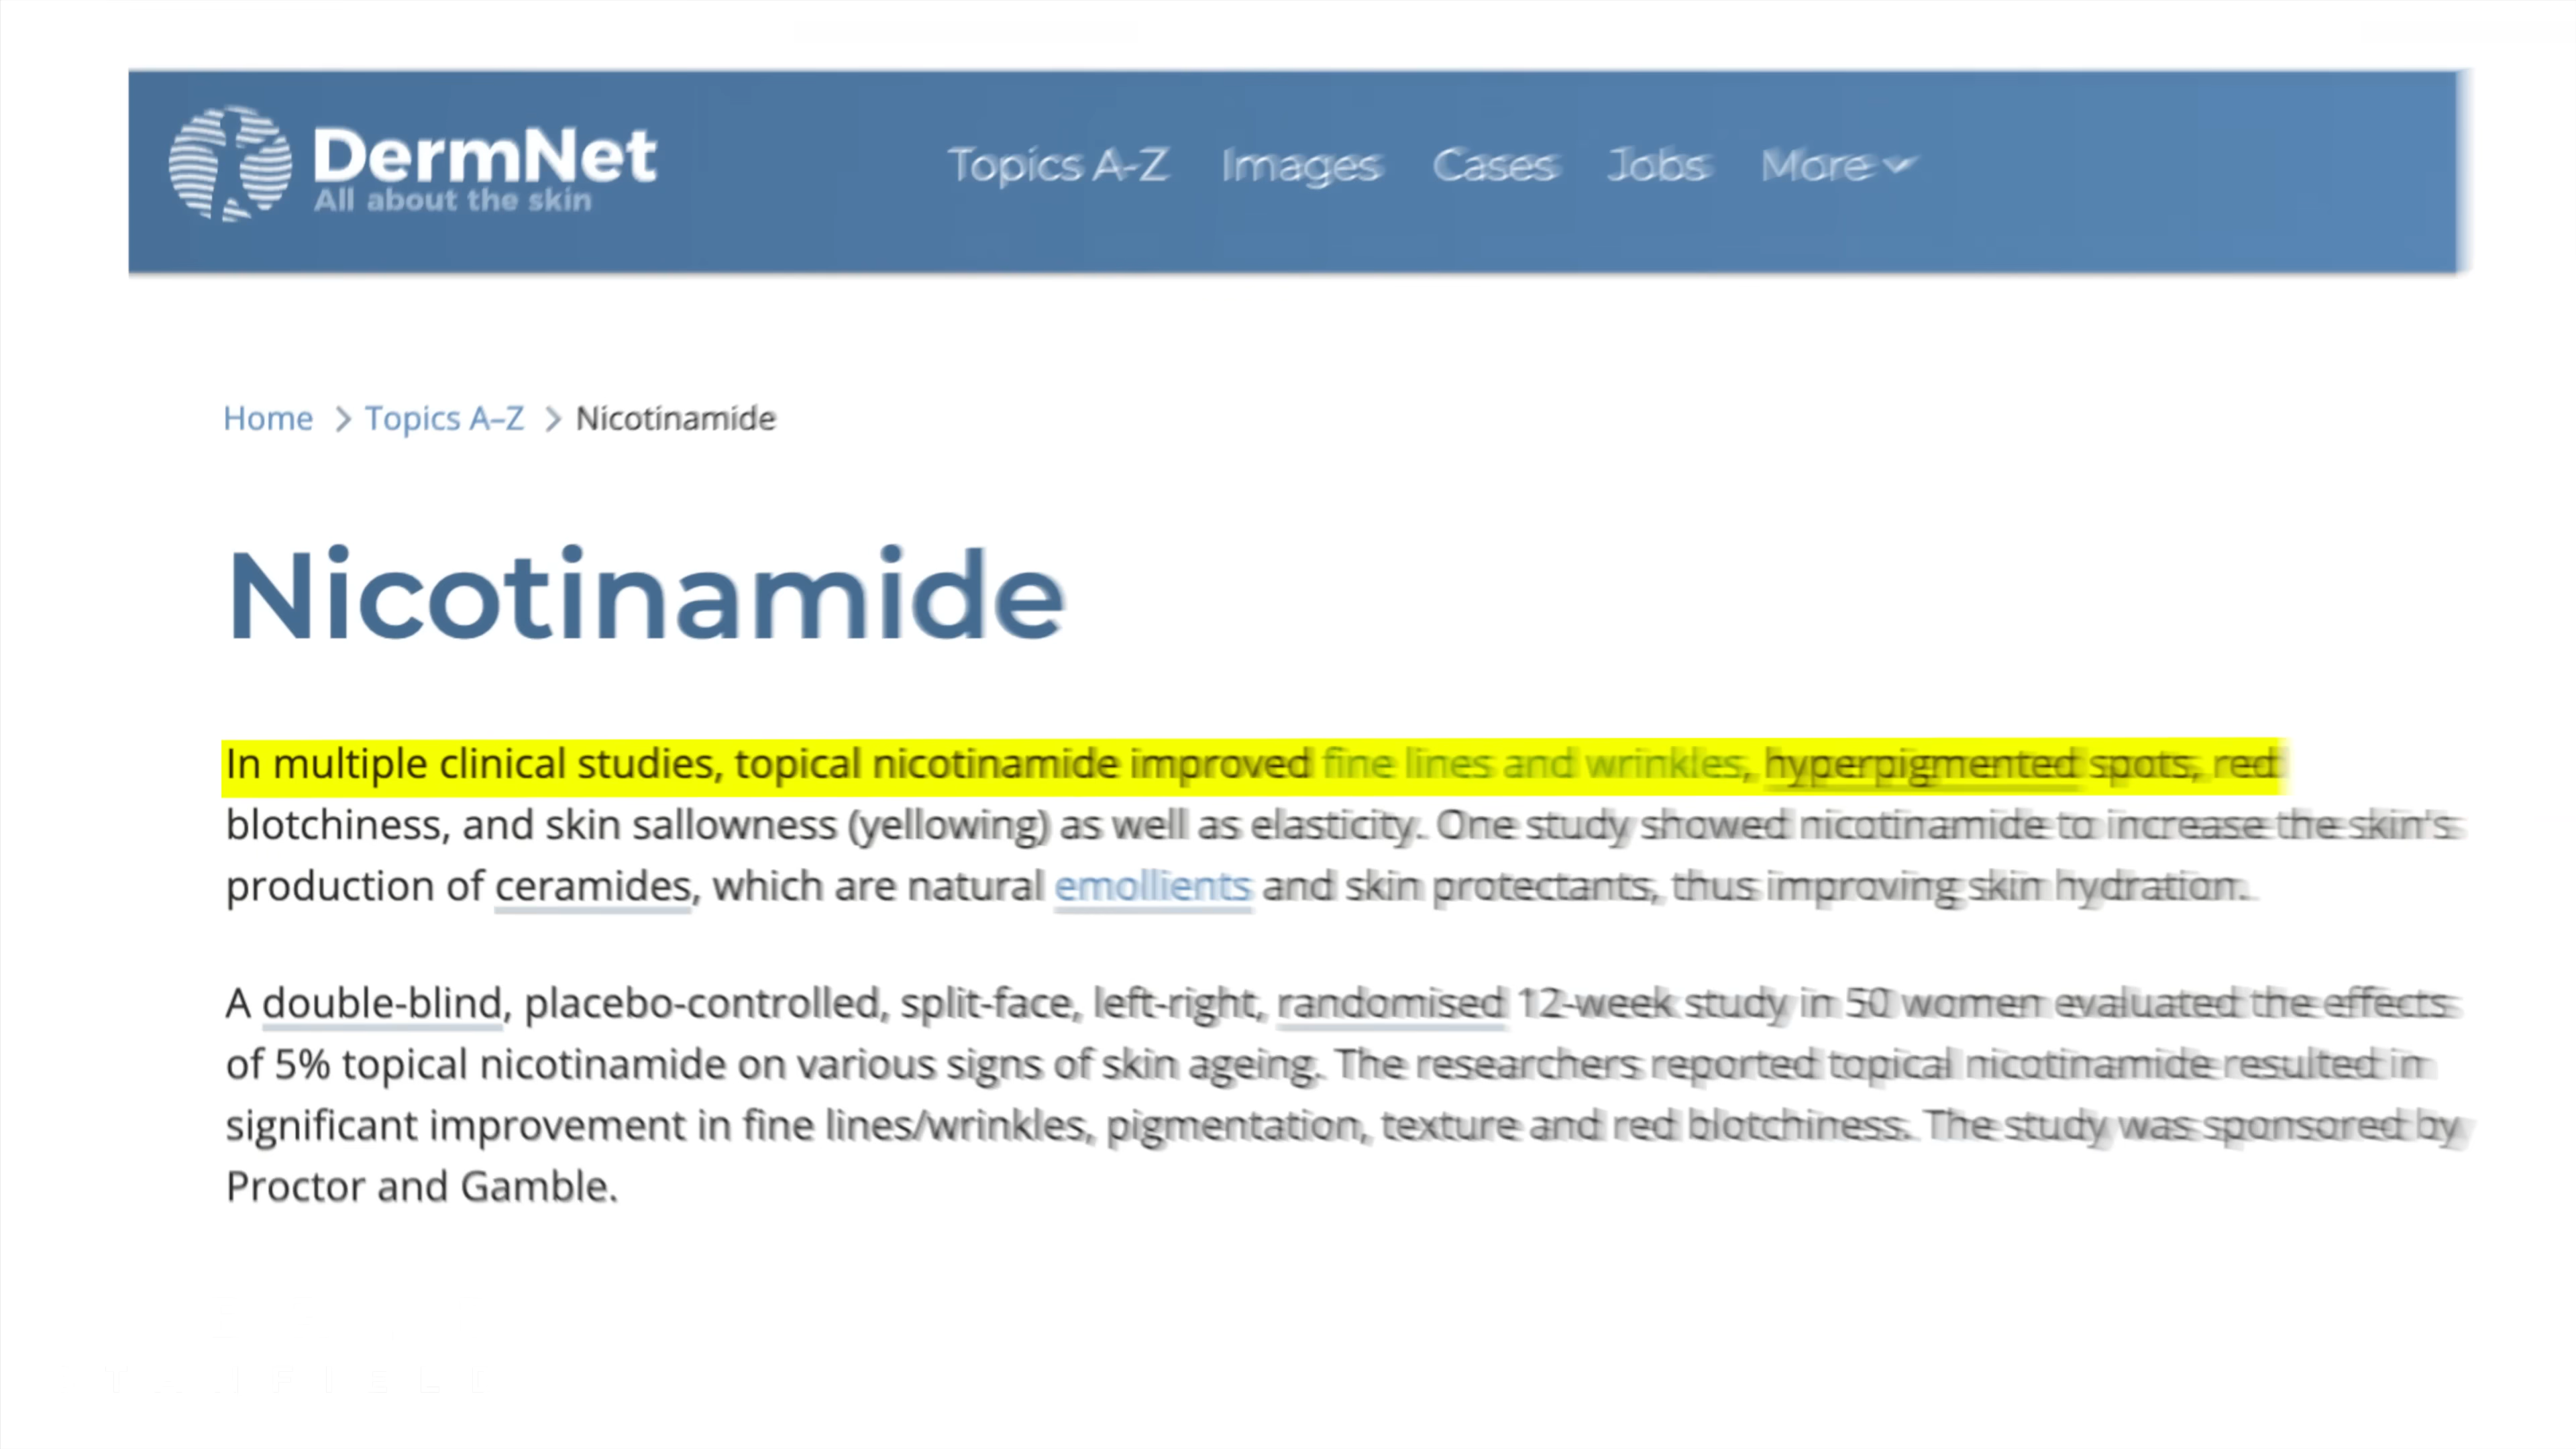 DermNet
All about the skin
Topics A-Z Images Cases Jobs More
Home > Topics A–Z > Nicotinamide
Nicotinamide
In multiple clinical studies, topical nicotinamide improved fine lines and wrinkles, hyperpigmented spots, red
blotchiness, and skin sallowness (yellowing) as well as elasticity. One study showed nicotinamide to increase the skin's
production of ceramides, which are natural emollients and skin protectants, thus improving skin hydration.
A double-blind, placebo-controlled, split-face, left-right, randomised 12-week study in 50 women evaluated the effects
of 5% topical nicotinamide on various signs of skin ageing. The researchers reported topical nicotinamide resulted in
significant improvement in fine lines/wrinkles, pigmentation, texture and red blotchiness. The study was sponsored by
Proctor and Gamble.